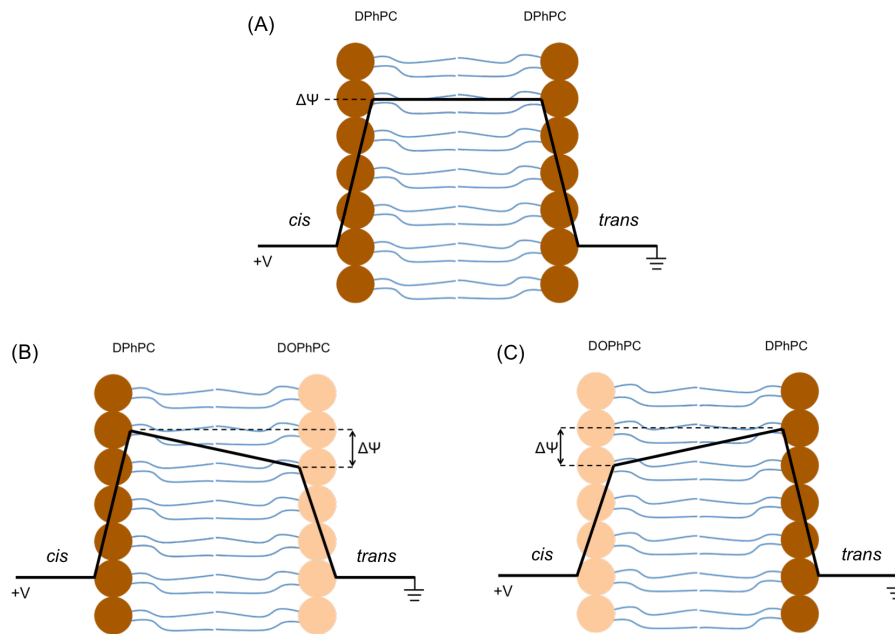 (A)
DPhPC DPhPC
ΔΨ
cis trans
+V
(B)
DPhPC DOPhPC
ΔΨ
cis trans
+V
(C)
DOPhPC DPhPC
ΔΨ
cis trans
+V